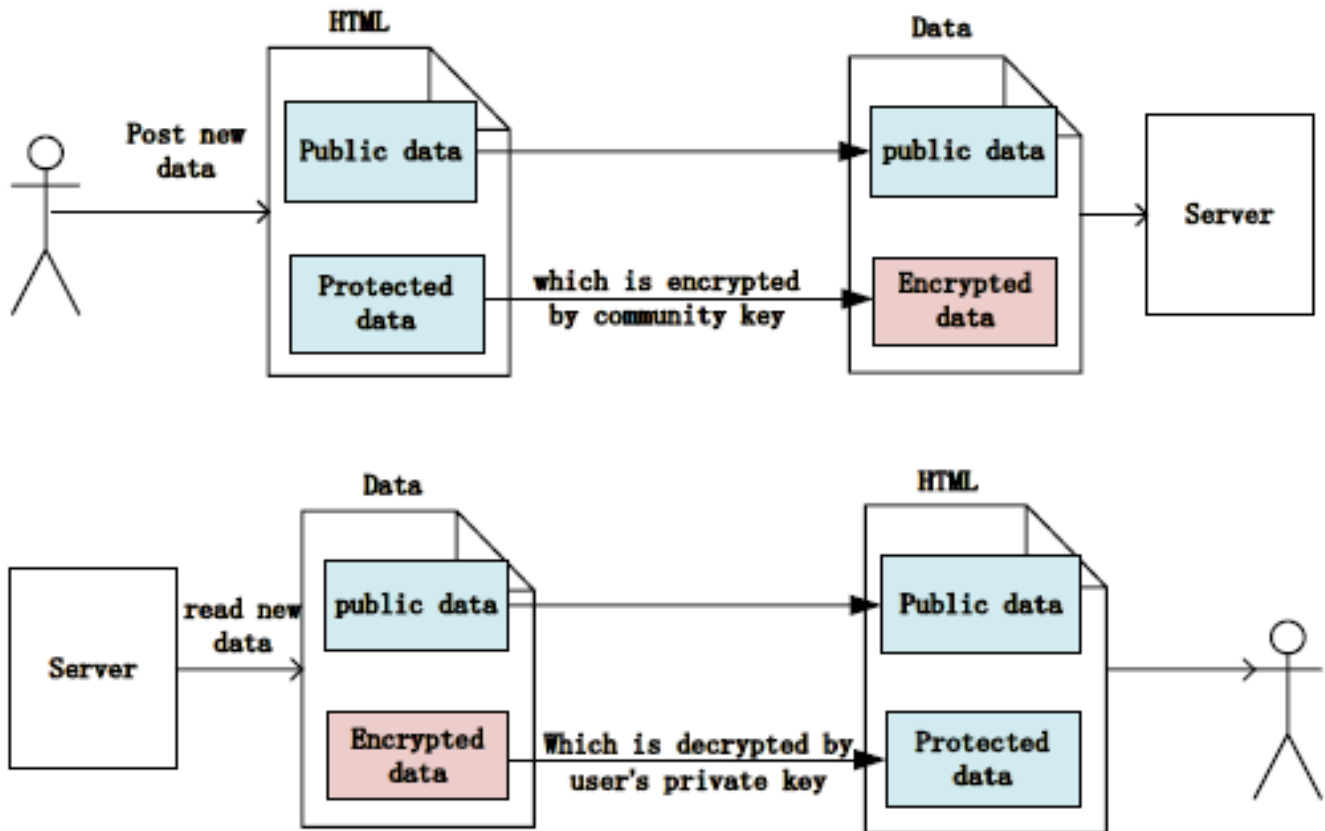 HTML
Data
Post new
data
Public data
public data
Server
Protected
data
which is encrypted
by community key
Encrypted
data
Data
HTML
read new
data
public data
Public data
Server
Encrypted
data
Which is decrypted by
user's private key
Protected
data